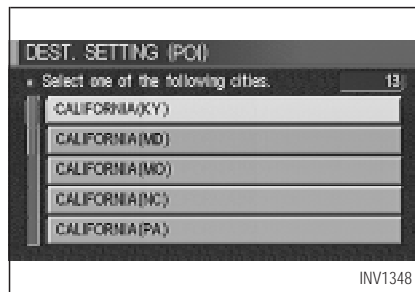 DEST. SETTING (POI)
Select one of the following cities. 13
CALIFORNIA(KY)
CALIFORNIA(MD)
CALIFORNIA(MO)
CALIFORNIA(NC)
CALIFORNIA(PA)
INV1348